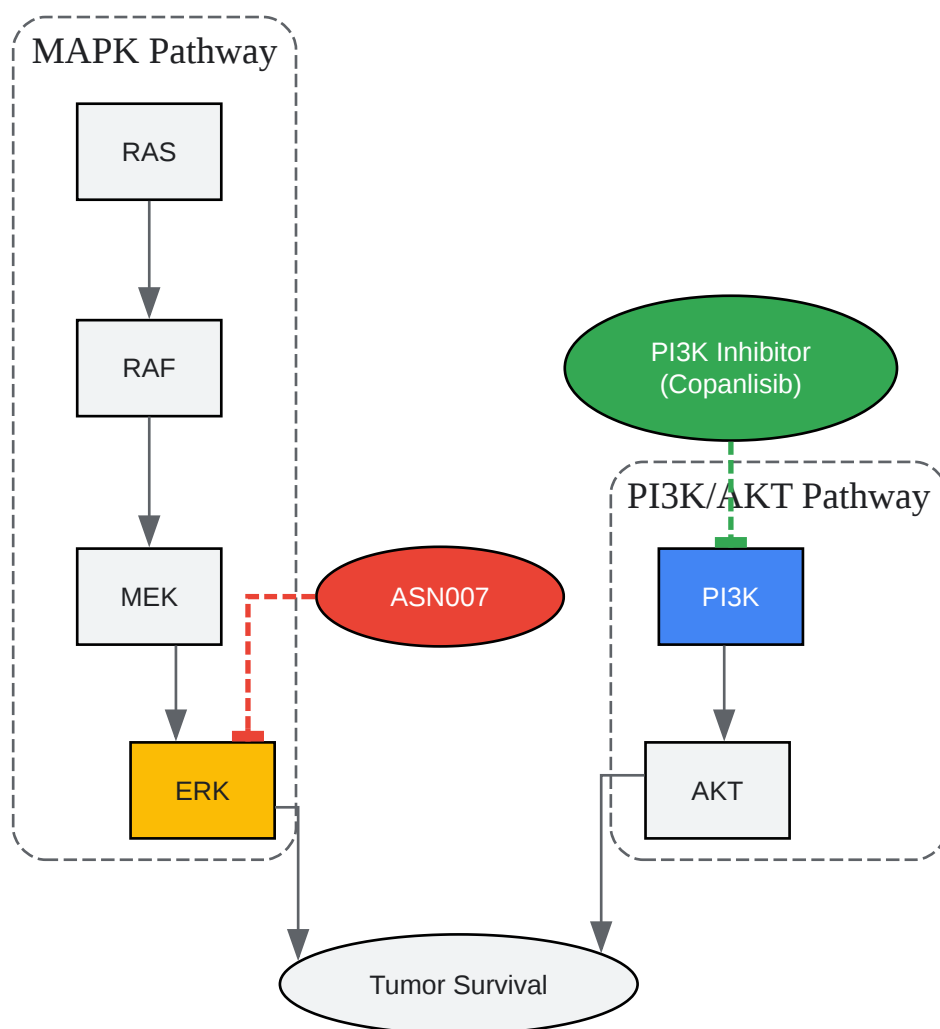 MAPK Pathway
RAS
RAF
PI3K Inhibitor
(Copanlisib)
PI3K/AKT Pathway
MEK
ASN007
PI3K
ERK
AKT
Tumor Survival